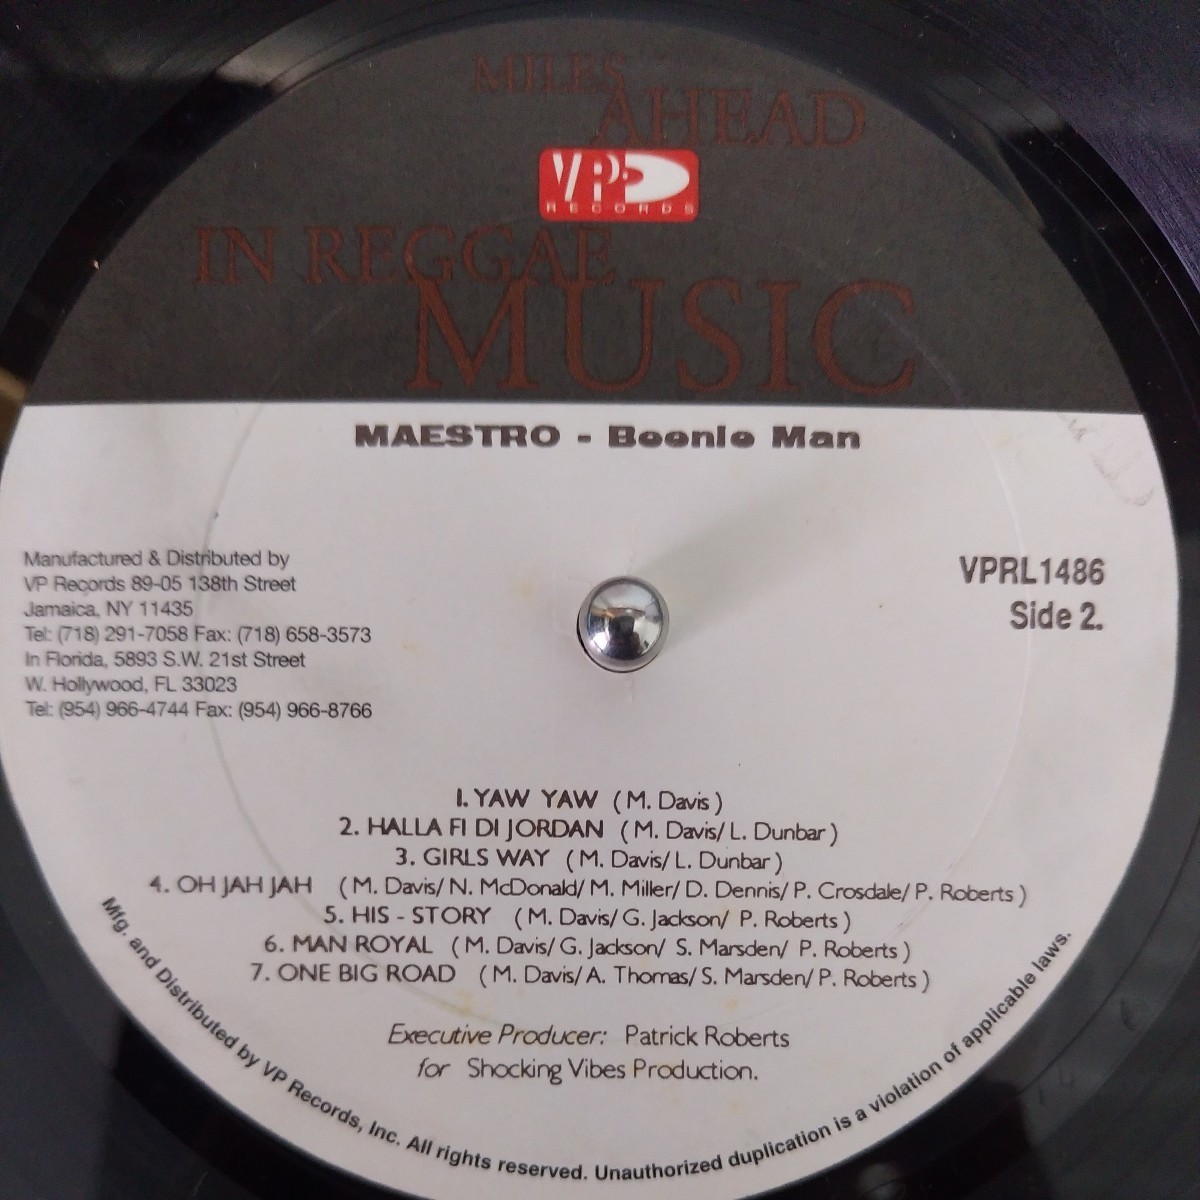 MILES
AHEAD
VP
RECORDS
IN REGGAE
MUSIC
MAESTRO - Beenie Man
Manufactured & Distributed by
VP Records 89-05 138th Street
Jamaica, NY 11435
Tel: (718) 291-7058 Fax: (718) 658-3573
In Florida, 5893 S.W. 21st Street
W. Hollywood, FL 33023
Tel: (954) 966-4744 Fax: (954) 966-8766
VPRL1486
Side 2.
1. YAW YAW (M. Davis)
2. HALLA FI DI JORDAN (M. Davis/ L. Dunbar)
3. GIRLS WAY (M. Davis/ L. Dunbar)
4. OH JAH JAH (M. Davis/ N. McDonald/ M. Miller/ D. Dennis/ P. Crosdale/ P. Roberts)
5. HIS - STORY (M. Davis/ G. Jackson/ P. Roberts)
6. MAN ROYAL (M. Davis/ G. Jackson/ S. Marsden/ P. Roberts)
7. ONE BIG ROAD (M. Davis/ A. Thomas/ S. Marsden/ P. Roberts)
Executive Producer: Patrick Roberts
for Shocking Vibes Production.
Mfg. and Distributed by VP Records, Inc. All rights reserved. Unauthorized duplication is a violation of applicable laws.